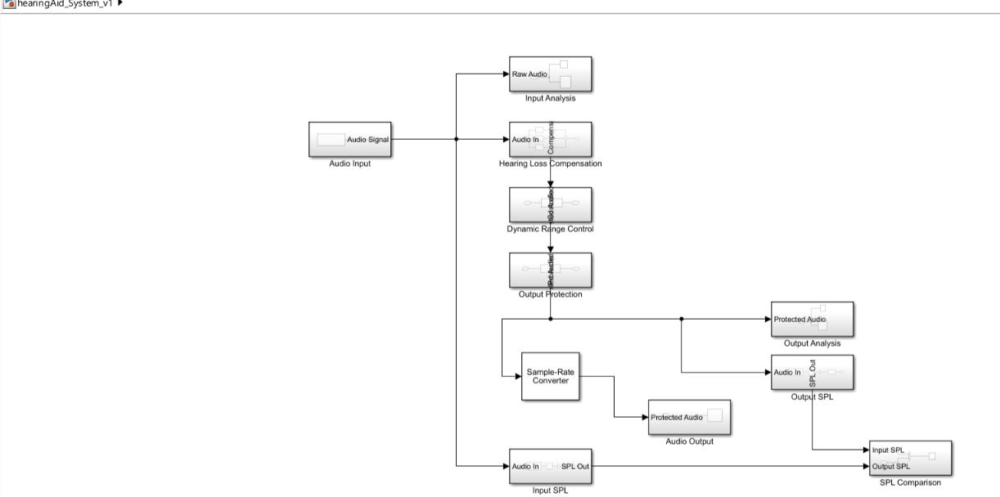 hearingAid_System_v1
Raw Audio
Input Analysis
Audio Signal
Audio Input
Audio In
Compensa
Hearing Loss Compensation
Dynamic Range Control
Output Protection
Protected Audio
Output Analysis
Sample-Rate
Converter
Audio In
SPL Out
Output SPL
Protected Audio
Audio Output
Audio In
SPL Out
Input SPL
Input SPL
Output SPL
SPL Comparison